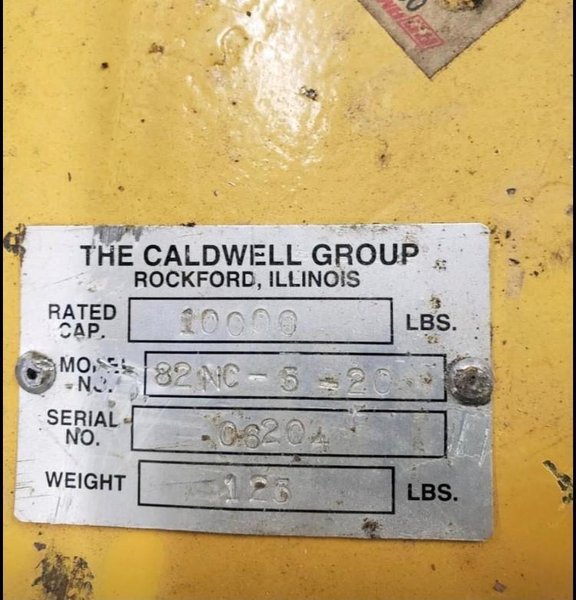 THE CALDWELL GROUP
ROCKFORD, ILLINOIS
RATED CAP. 10000 LBS.
MODEL NO. 82NC-5-20
SERIAL NO. 06204
WEIGHT 125 LBS.